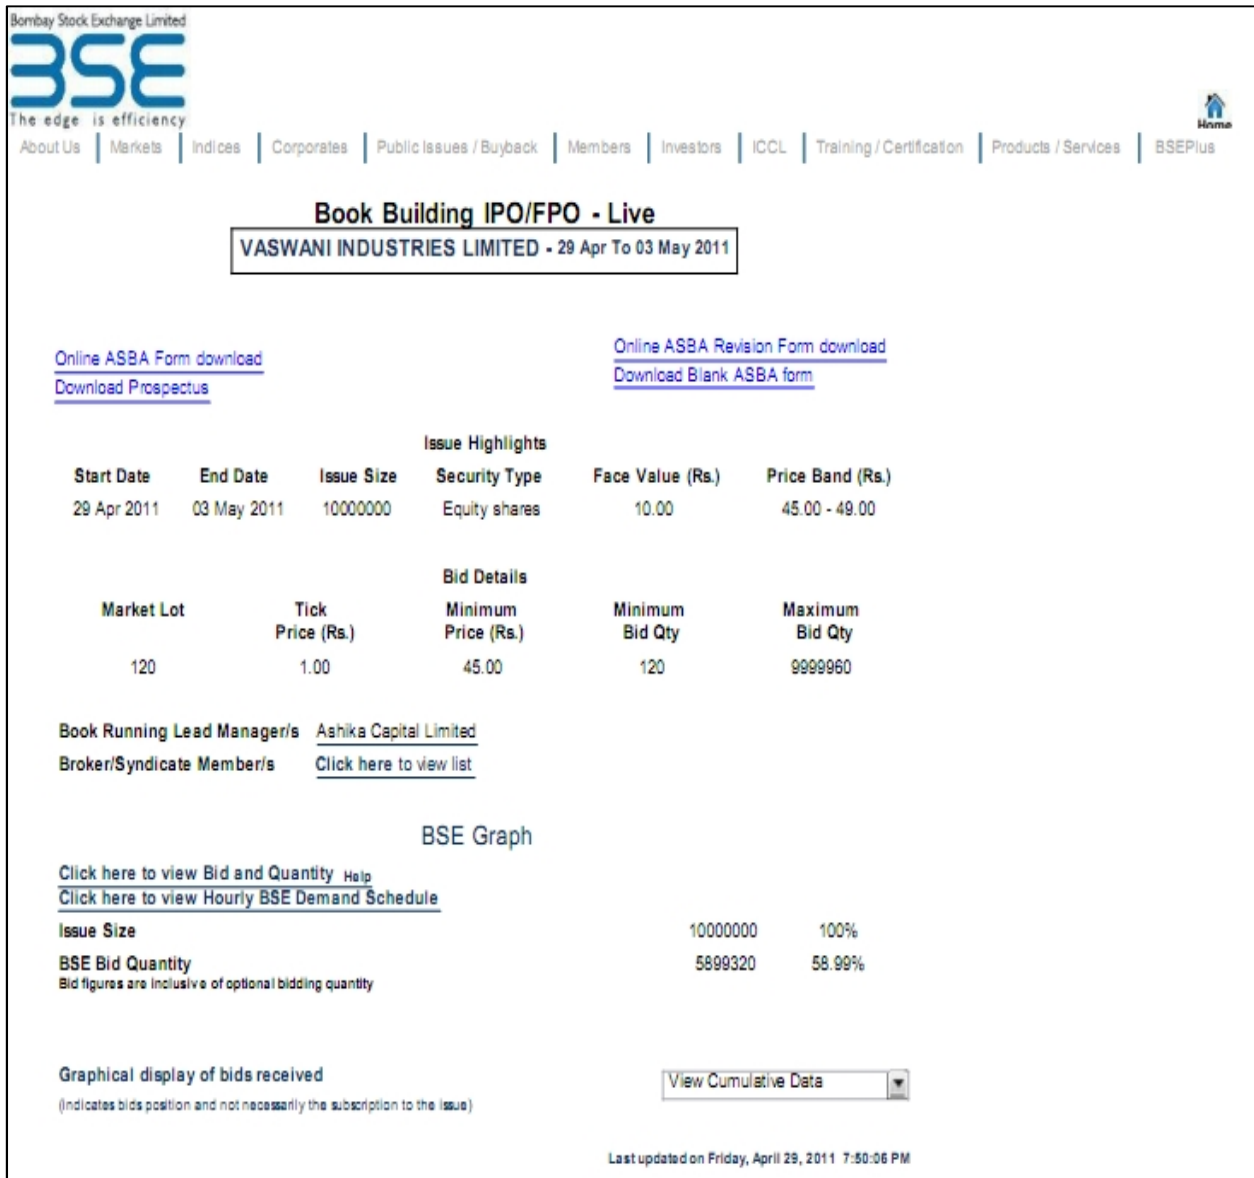 Bombay Stock Exchange Limited
BSE
The edge is efficiency
Home
About Us Markets Indices Corporates Public Issues / Buyback Members Investors ICCL Training / Certification Products / Services BSEPlus
Book Building IPO/FPO - Live
VASWANI INDUSTRIES LIMITED - 29 Apr To 03 May 2011
Online ASBA Form download Online ASBA Revision Form download
Download Prospectus Download Blank ASBA form
Issue Highlights
Start Date End Date Issue Size Security Type Face Value (Rs.) Price Band (Rs.)
29 Apr 2011 03 May 2011 10000000 Equity shares 10.00 45.00 - 49.00
Bid Details
Market Lot Tick Minimum Minimum Maximum
Price (Rs.) Price (Rs.) Bid Qty Bid Qty
120 1.00 45.00 120 9999960
Book Running Lead Manager/s Ashika Capital Limited
Broker/Syndicate Member/s Click here to view list
BSE Graph
Click here to view Bid and Quantity Help
Click here to view Hourly BSE Demand Schedule
Issue Size 10000000 100%
BSE Bid Quantity 5899320 58.99%
Bid figures are inclusive of optional bidding quantity
Graphical display of bids received View Cumulative Data
(Indicates bids position and not necessarily the subscription to the issue)
Last updated on Friday, April 29, 2011 7:50:06 PM